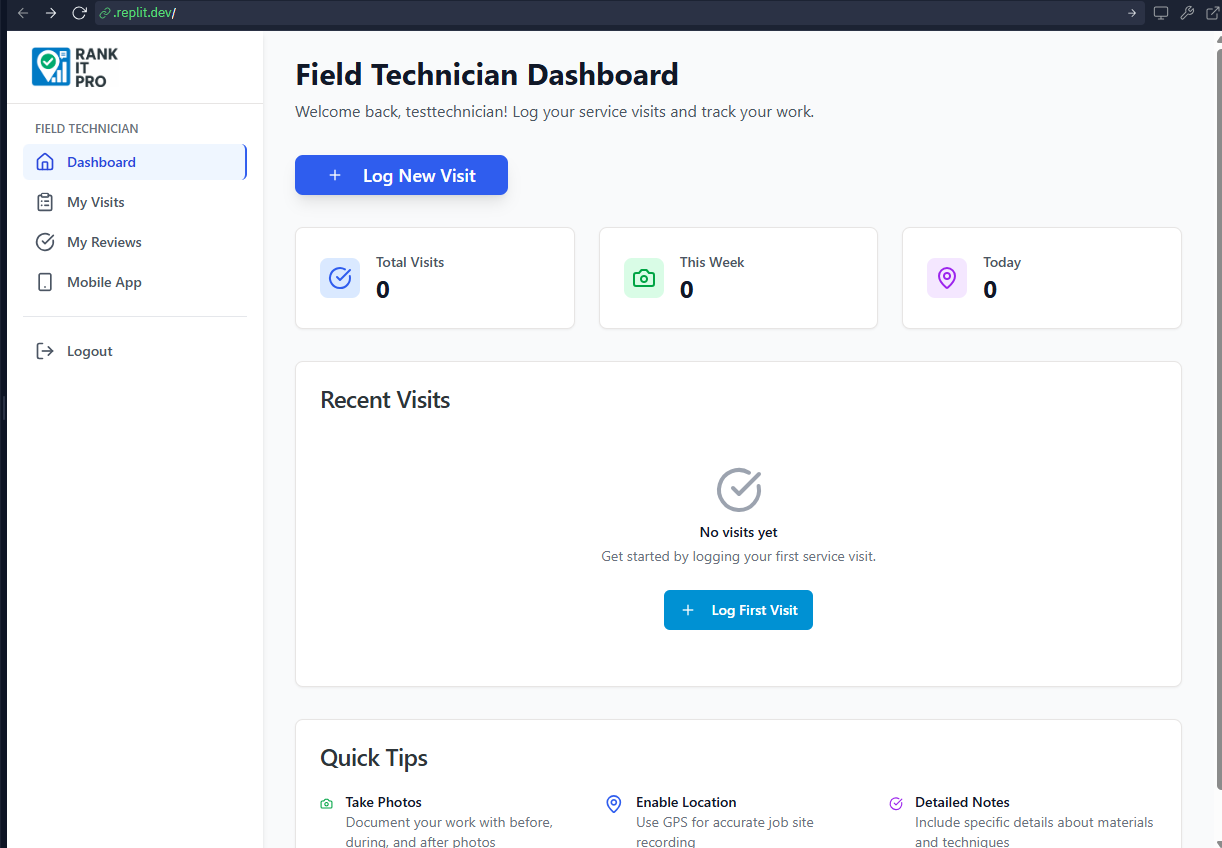 .replit.dev/
RANK
IT
PRO
FIELD TECHNICIAN
Dashboard
My Visits
My Reviews
Mobile App
Logout
Field Technician Dashboard
Welcome back, testtechnician! Log your service visits and track your work.
+ Log New Visit
Total Visits
0
This Week
0
Today
0
Recent Visits
No visits yet
Get started by logging your first service visit.
+ Log First Visit
Quick Tips
Take Photos
Document your work with before,
during, and after photos
Enable Location
Use GPS for accurate job site
recording
Detailed Notes
Include specific details about materials
and techniques